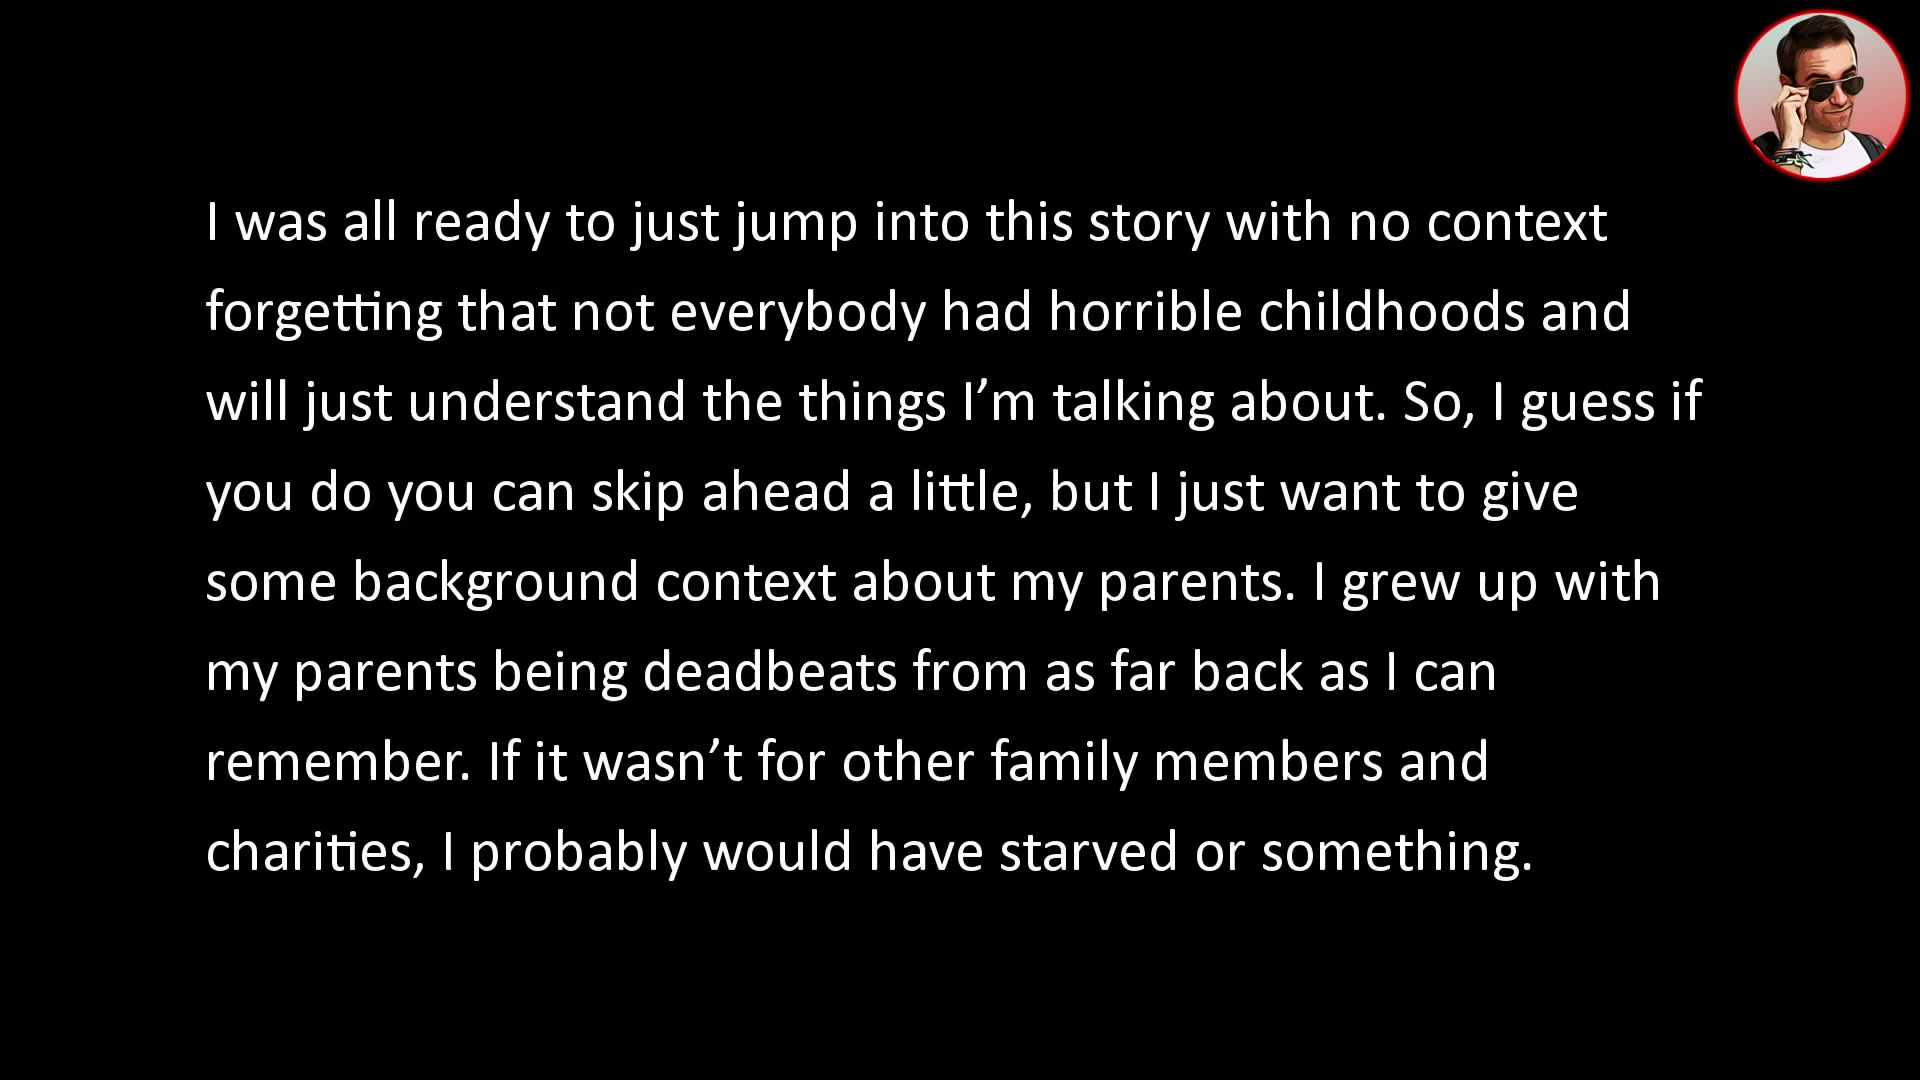 I was all ready to just jump into this story with no context
forgetting that not everybody had horrible childhoods and
will just understand the things I’m talking about. So, I guess if
you do you can skip ahead a little, but I just want to give
some background context about my parents. I grew up with
my parents being deadbeats from as far back as I can
remember. If it wasn’t for other family members and
charities, I probably would have starved or something.